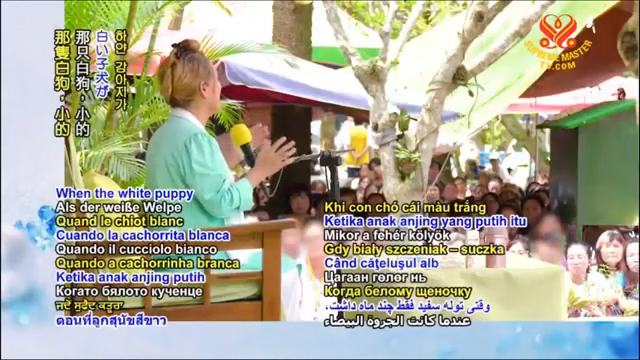 하얀 강아지가
白い子犬が
那只白狗，小的
那隻白狗，小的
SUPREME MASTER
TV.COM
When the white puppy
Als der weiße Welpe
Quand le chiot blanc
Cuando la cachorrita blanca
Quando il cucciolo bianco
Quando a cachorrinha branca
Ketika anak anjing putih
Когато бялото кученце
ਜਦੋਂ ਸੁਫੈਦ ਕਤੂਰਾ
ตอนที่ลูกสุนัขสีขาว
Khi con chó cái màu trắng
Ketika anak anjing yang putih itu
Mikor a fehér kölyök
Gdy biały szczeniak – suczka
Când căţeluşul alb
Цагаан гөлөг нь
Когда белому щеночку
وقتی توله سفید فقط چند ماه داشت،
عندما كانت الجروة البيضاء